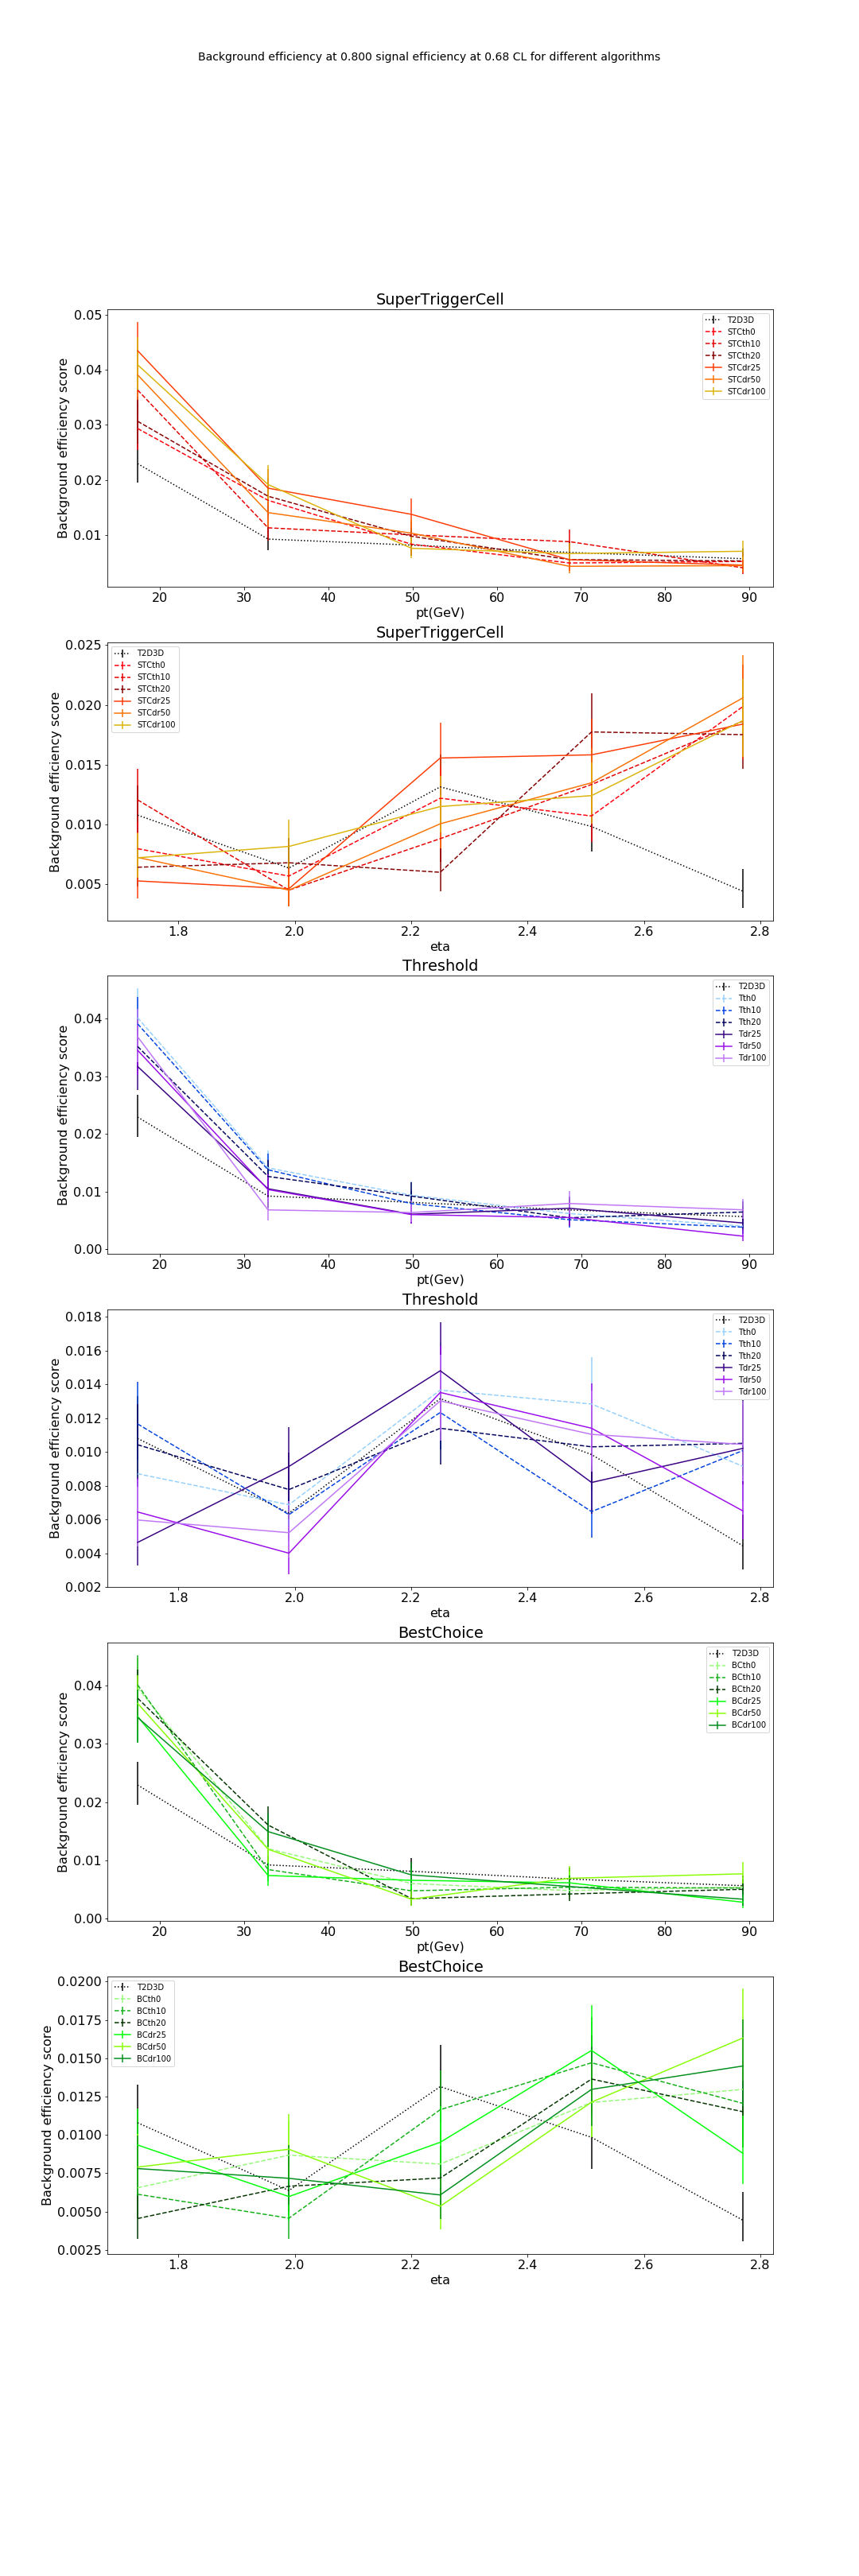 Background efficiency at 0.800 signal efficiency at 0.68 CL for different algorithms
SuperTriggerCell
0.05
0.04
0.03
0.02
0.01
Background efficiency score
T2D3D
STCth0
STCth10
STCth20
STCdr25
STCdr50
STCdr100
20 30 40 50 60 70 80 90
pt(GeV)
SuperTriggerCell
0.025
0.020
0.015
0.010
0.005
Background efficiency score
T2D3D
STCth0
STCth10
STCth20
STCdr25
STCdr50
STCdr100
1.8 2.0 2.2 2.4 2.6 2.8
eta
Threshold
0.04
0.03
0.02
0.01
0.00
Background efficiency score
T2D3D
Tth0
Tth10
Tth20
Tdr25
Tdr50
Tdr100
20 30 40 50 60 70 80 90
pt(Gev)
Threshold
0.018
0.016
0.014
0.012
0.010
0.008
0.006
0.004
0.002
Background efficiency score
T2D3D
Tth0
Tth10
Tth20
Tdr25
Tdr50
Tdr100
1.8 2.0 2.2 2.4 2.6 2.8
eta
BestChoice
0.04
0.03
0.02
0.01
0.00
Background efficiency score
T2D3D
BCth0
BCth10
BCth20
BCdr25
BCdr50
BCdr100
20 30 40 50 60 70 80 90
pt(Gev)
BestChoice
0.0200
0.0175
0.0150
0.0125
0.0100
0.0075
0.0050
0.0025
Background efficiency score
T2D3D
BCth0
BCth10
BCth20
BCdr25
BCdr50
BCdr100
1.8 2.0 2.2 2.4 2.6 2.8
eta